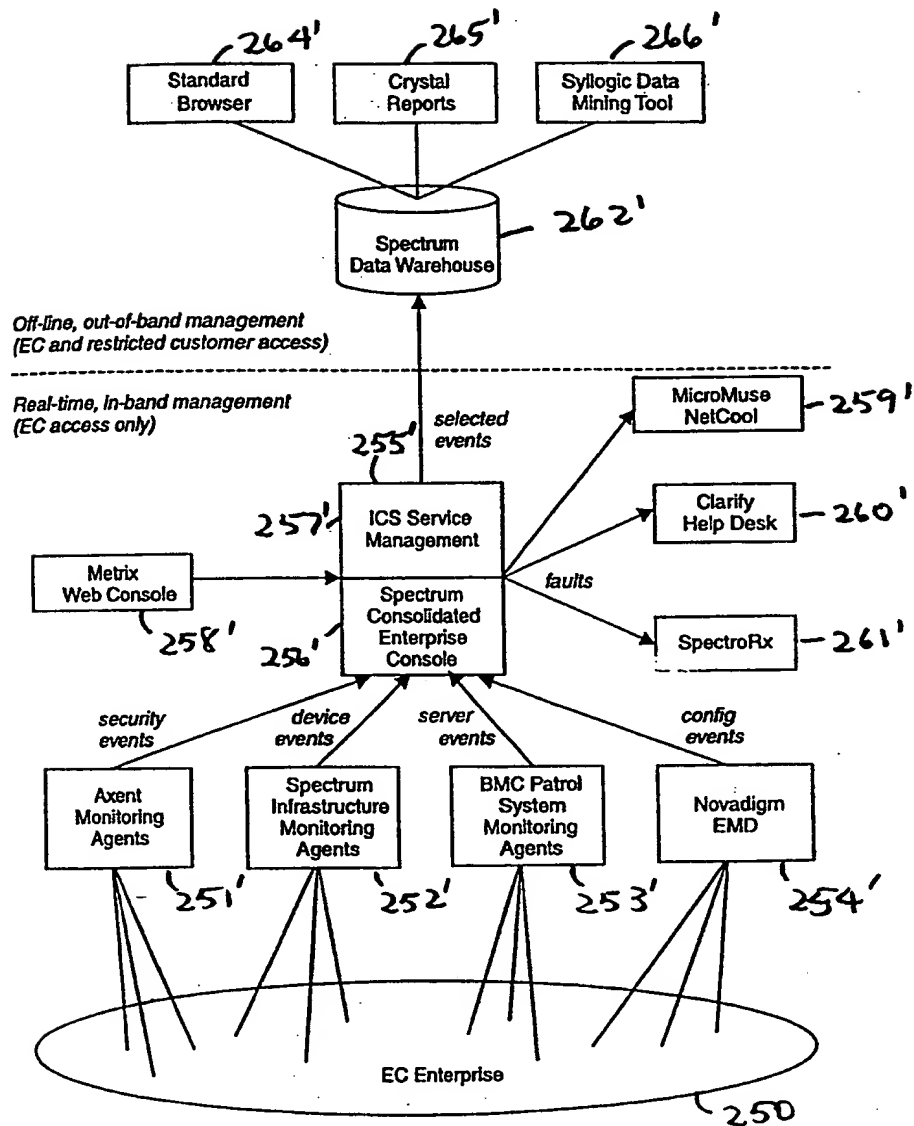 264'
265'
266'
Standard
Browser
Crystal
Reports
Syllogic Data
Mining Tool
Spectrum
Data Warehouse
262'
Off-line, out-of-band management
(EC and restricted customer access)
Real-time, in-band management
(EC access only)
selected
events
255'
MicroMuse
NetCool
259'
257'
ICS Service
Management
Clarify
Help Desk
260'
Metrix
Web Console
258'
256'
Spectrum
Consolidated
Enterprise
Console
faults
SpectroRx
261'
security
events
device
events
server
events
config
events
Axent
Monitoring
Agents
Spectrum
Infrastructure
Monitoring
Agents
BMC Patrol
System
Monitoring
Agents
Novadigm
EMD
251'
252'
253'
254'
EC Enterprise
250